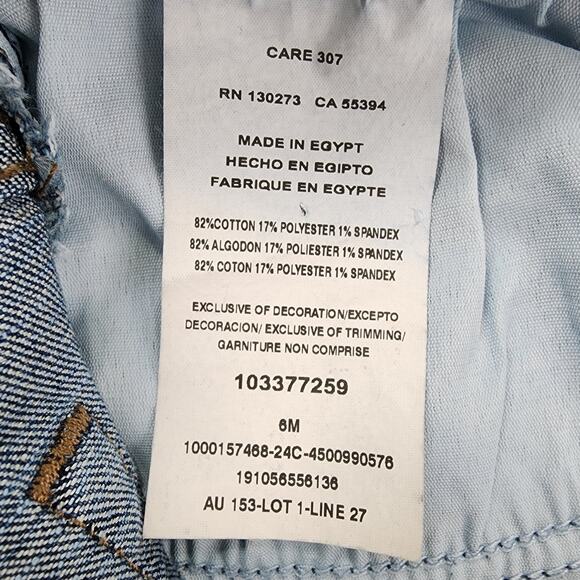 CARE 307
RN 130273 CA 55394
MADE IN EGYPT
HECHO EN EGIPTO
FABRIQUE EN EGYPTE
82%COTTON 17% POLYESTER 1% SPANDEX
82% ALGODON 17% POLIESTER 1% SPANDEX
82% COTON 17% POLYESTER 1% SPANDEX
EXCLUSIVE OF DECORATION/EXCEPTO
DECORACION/ EXCLUSIVE OF TRIMMING/
GARNITURE NON COMPRISE
103377259
6M
1000157468-24C-4500990576
191056556136
AU 153-LOT 1-LINE 27